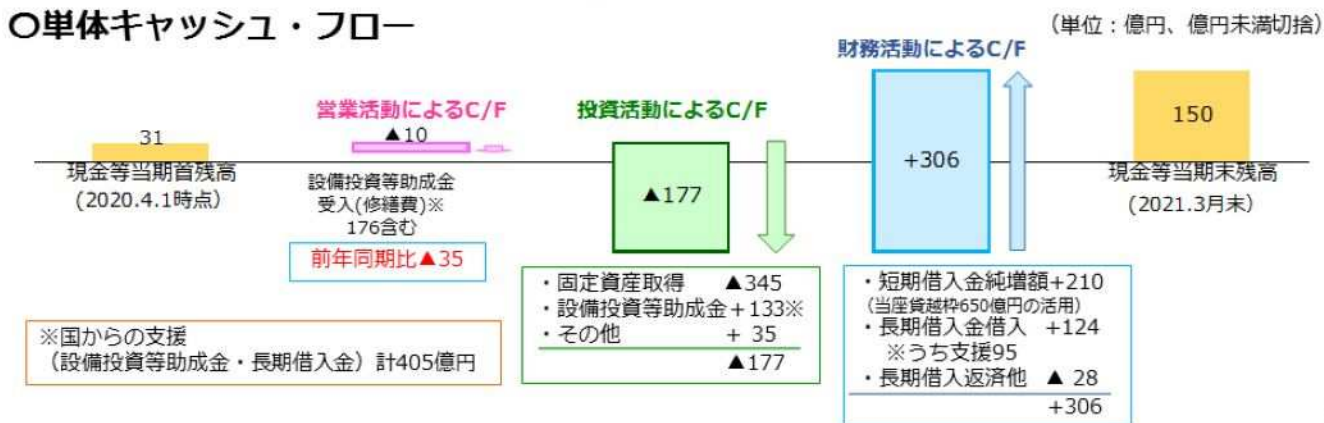 〇単体キャッシュ・フロー
（単位：億円、億円未満切捨）
31
現金等当期首残高
(2020.4.1時点）
営業活動によるC/F
▲10
設備投資等助成金
受入(修繕費)※
176含む
前年同期比▲35
※国からの支援
（設備投資等助成金・長期借入金）計405億円
投資活動によるC/F
▲177
・固定資産取得 ▲345
・設備投資等助成金＋133※
・その他 + 35
▲177
財務活動によるC/F
+306
・短期借入金純増額+210
(当座貸越枠650億円の活用)
・長期借入金借入 +124
※うち支援95
・長期借入返済他 ▲ 28
+306
150
現金等当期末残高
(2021.3月末）